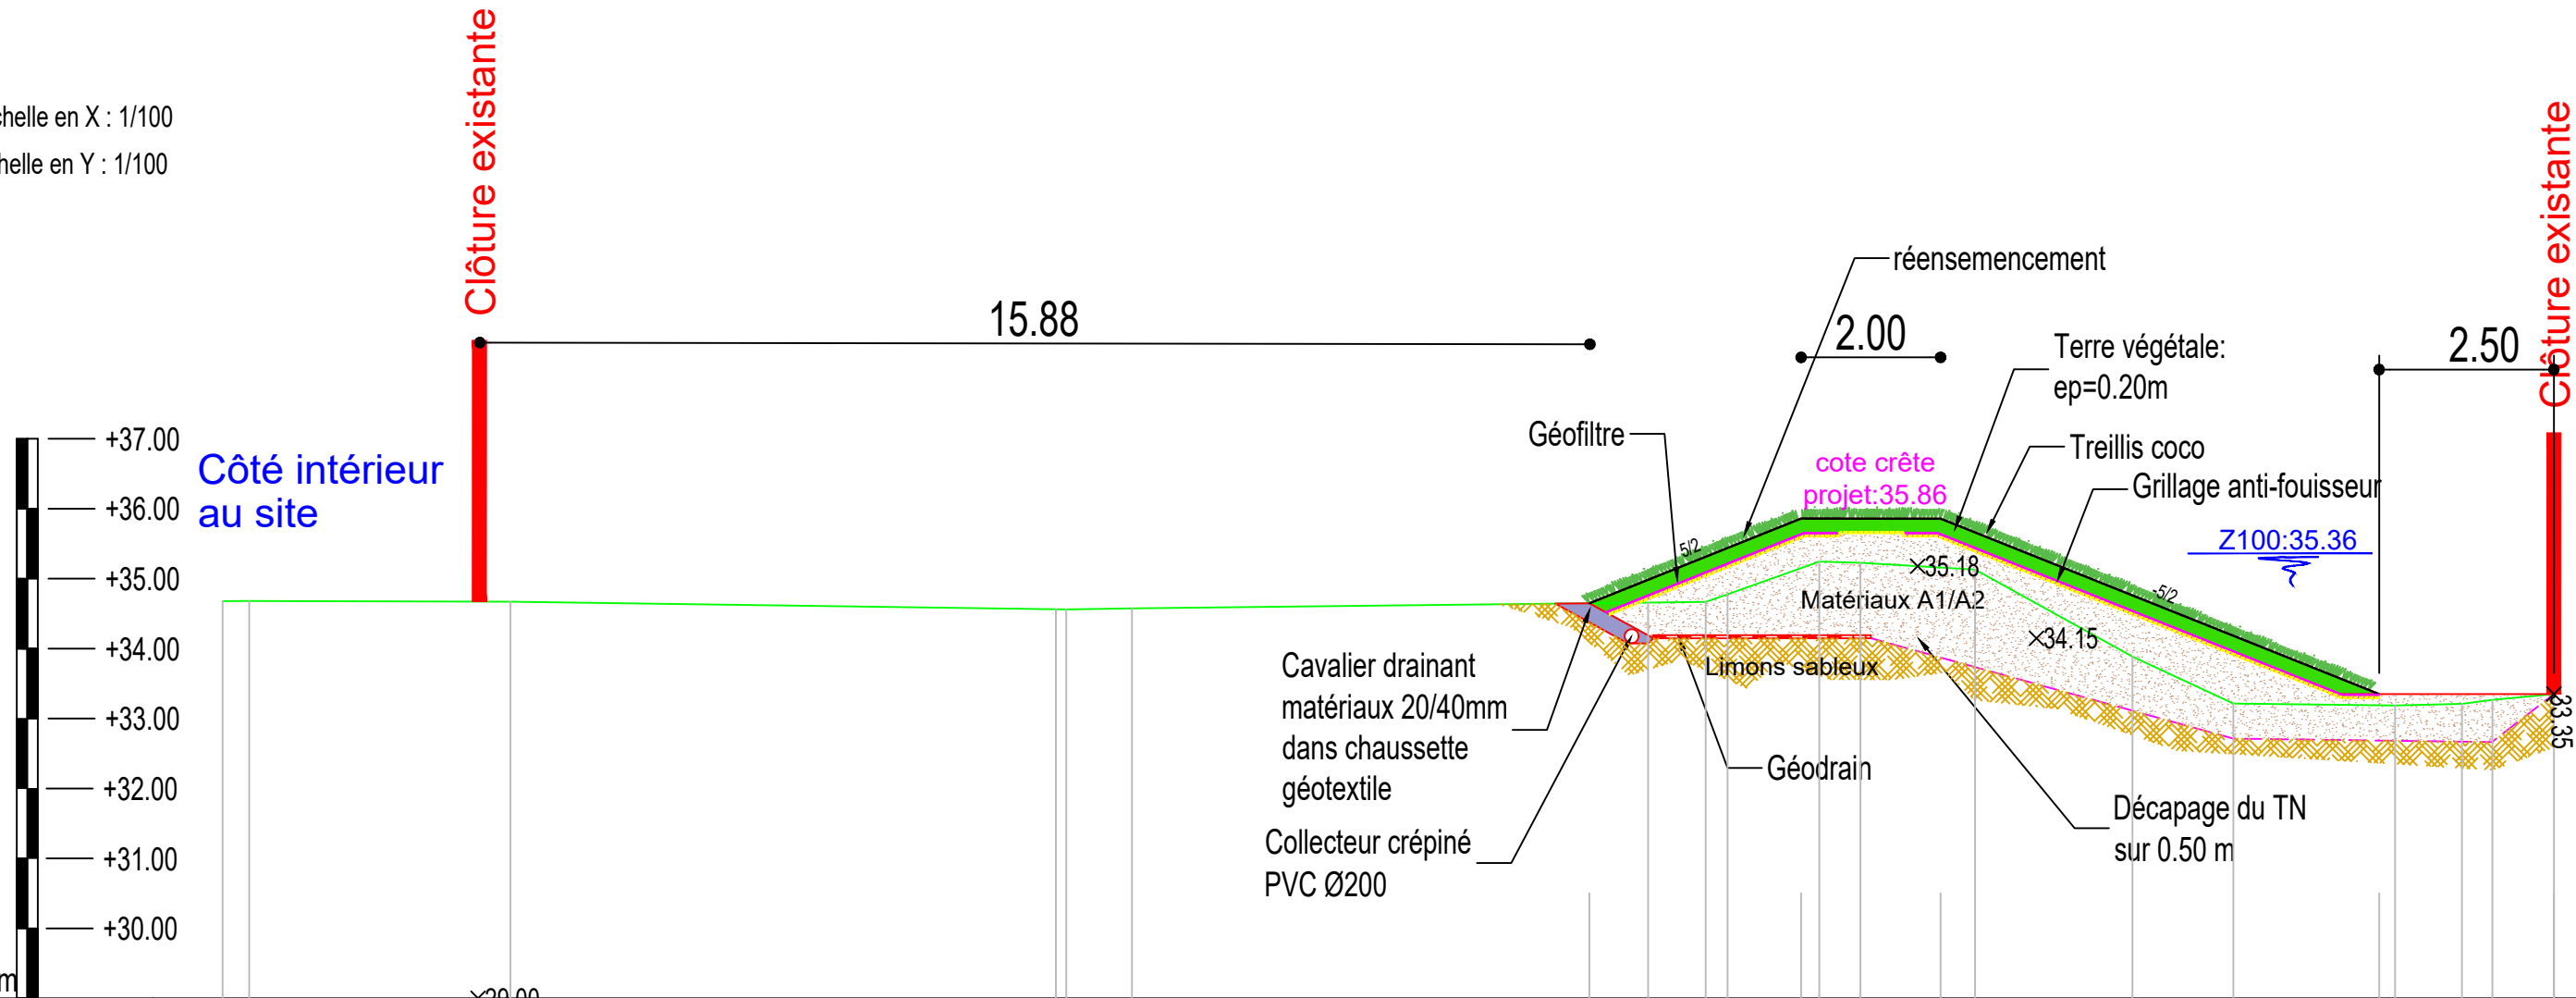 Clôture existante
chelle en X : 1/100
helle en Y : 1/100
Clôture existante
réensemencement
15.88
2.00
2.50
Terre végétale:
ep=0.20m
Géofiltre
Treillis coco
cote crête
projet:35.86
Grillage anti-fouisseur
+37.00
+36.00
+35.00
+34.00
+33.00
+32.00
+31.00
+30.00
Côté intérieur
au site
Z100:35.36
5/2
35.18
-5/2
Matériaux A1/A2
34.15
Limons sableux
33.35
Cavalier drainant
matériaux 20/40mm
dans chaussette
géotextile
Géodrain
Décapage du TN
sur 0.50 m
Collecteur crépiné
PVC Ø200
m